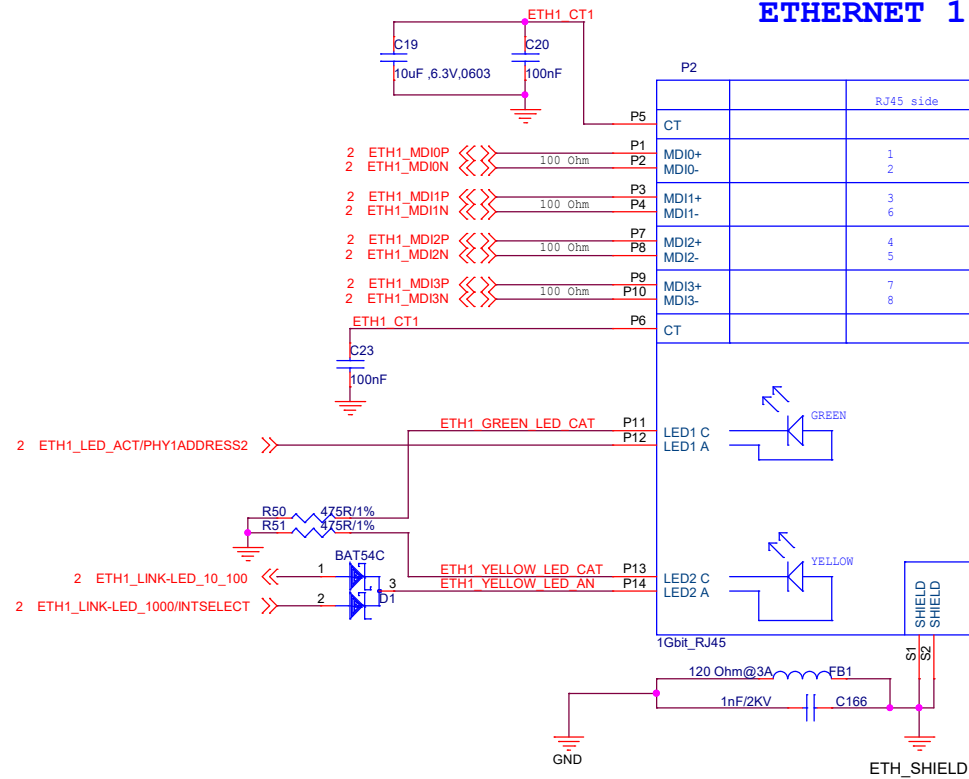 ETHERNET 1
ETH1_CT1
C19
C20
10uF ,6.3V,0603
100nF
P2
RJ45 side
P5
CT
2 ETH1_MDI0P
P1
MDI0+
1
2 ETH1_MDI0N
100 Ohm
P2
MDI0-
2
2 ETH1_MDI1P
P3
MDI1+
3
2 ETH1_MDI1N
100 Ohm
P4
MDI1-
6
2 ETH1_MDI2P
P7
MDI2+
4
2 ETH1_MDI2N
100 Ohm
P8
MDI2-
5
2 ETH1_MDI3P
P9
MDI3+
7
2 ETH1_MDI3N
100 Ohm
P10
MDI3-
8
ETH1_CT1
P6
CT
C23
100nF
ETH1_GREEN_LED_CAT
P11
LED1 C
GREEN
2 ETH1_LED_ACT/PHY1ADDRESS2
P12
LED1 A
R50
475R/1%
R51
475R/1%
BAT54C
2 ETH1_LINK-LED_10_100
1
ETH1_YELLOW_LED_CAT
P13
LED2 C
YELLOW
3
ETH1_YELLOW_LED_AN
P14
LED2 A
2 ETH1_LINK-LED_1000/INTSELECT
2
D1
SHIELD
SHIELD
1Gbit_RJ45
S1
S2
120 Ohm@3A
FB1
1nF/2KV
C166
GND
ETH_SHIELD